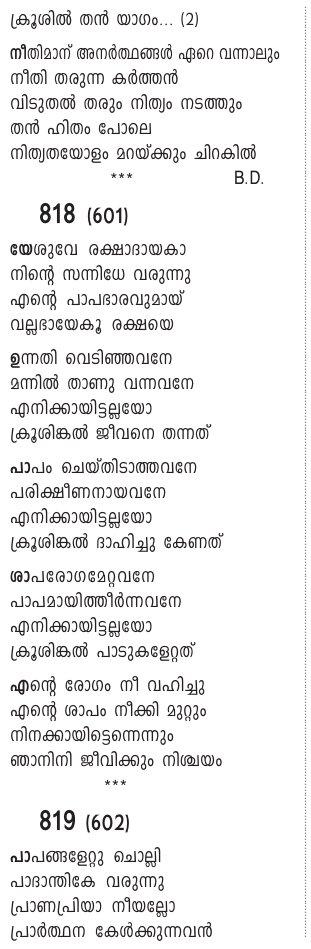 ക്രൂശിൽ തൻ യാഗം... (2)
നീതിമാന് അനർത്ഥങ്ങൾ ഏറെ വന്നാലും
നീതി തരുന്ന കർത്തൻ
വിടുതൽ തരും നിത്യം നടത്തും
തൻ ഹിതം പോലെ
നിത്യതയോളം മറയ്ക്കും ചിറകിൽ
*** B.D.
818 (601)
യേശുവേ രക്ഷാദായകാ
നിന്റെ സന്നിധേ വരുന്നു
എന്റെ പാപഭാരവുമായ്
വല്ലഭായേകൂ രക്ഷയെ
ഉന്നതി വെടിഞ്ഞവനേ
മന്നിൽ താണു വന്നവനേ
എനിക്കായിട്ടല്ലയോ
ക്രൂശിങ്കൽ ജീവനെ തന്നത്
പാപം ചെയ്തിടാത്തവനേ
പരിക്ഷീണനായവനേ
എനിക്കായിട്ടല്ലയോ
ക്രൂശിങ്കൽ ദാഹിച്ചു കേണത്
ശാപരോഗമേറ്റവനേ
പാപമായിത്തീർന്നവനേ
എനിക്കായിട്ടല്ലയോ
ക്രൂശിങ്കൽ പാടുകളേറ്റത്
എന്റെ രോഗം നീ വഹിച്ചു
എന്റെ ശാപം നീക്കി മുറ്റും
നിനക്കായിട്ടെന്നെന്നും
ഞാനിനി ജീവിക്കും നിശ്ചയം
***
819 (602)
പാപങ്ങളേറ്റു ചൊല്ലി
പാദാന്തികേ വരുന്നു
പ്രാണപ്രിയാ നീയല്ലോ
പ്രാർത്ഥന കേൾക്കുന്നവൻ